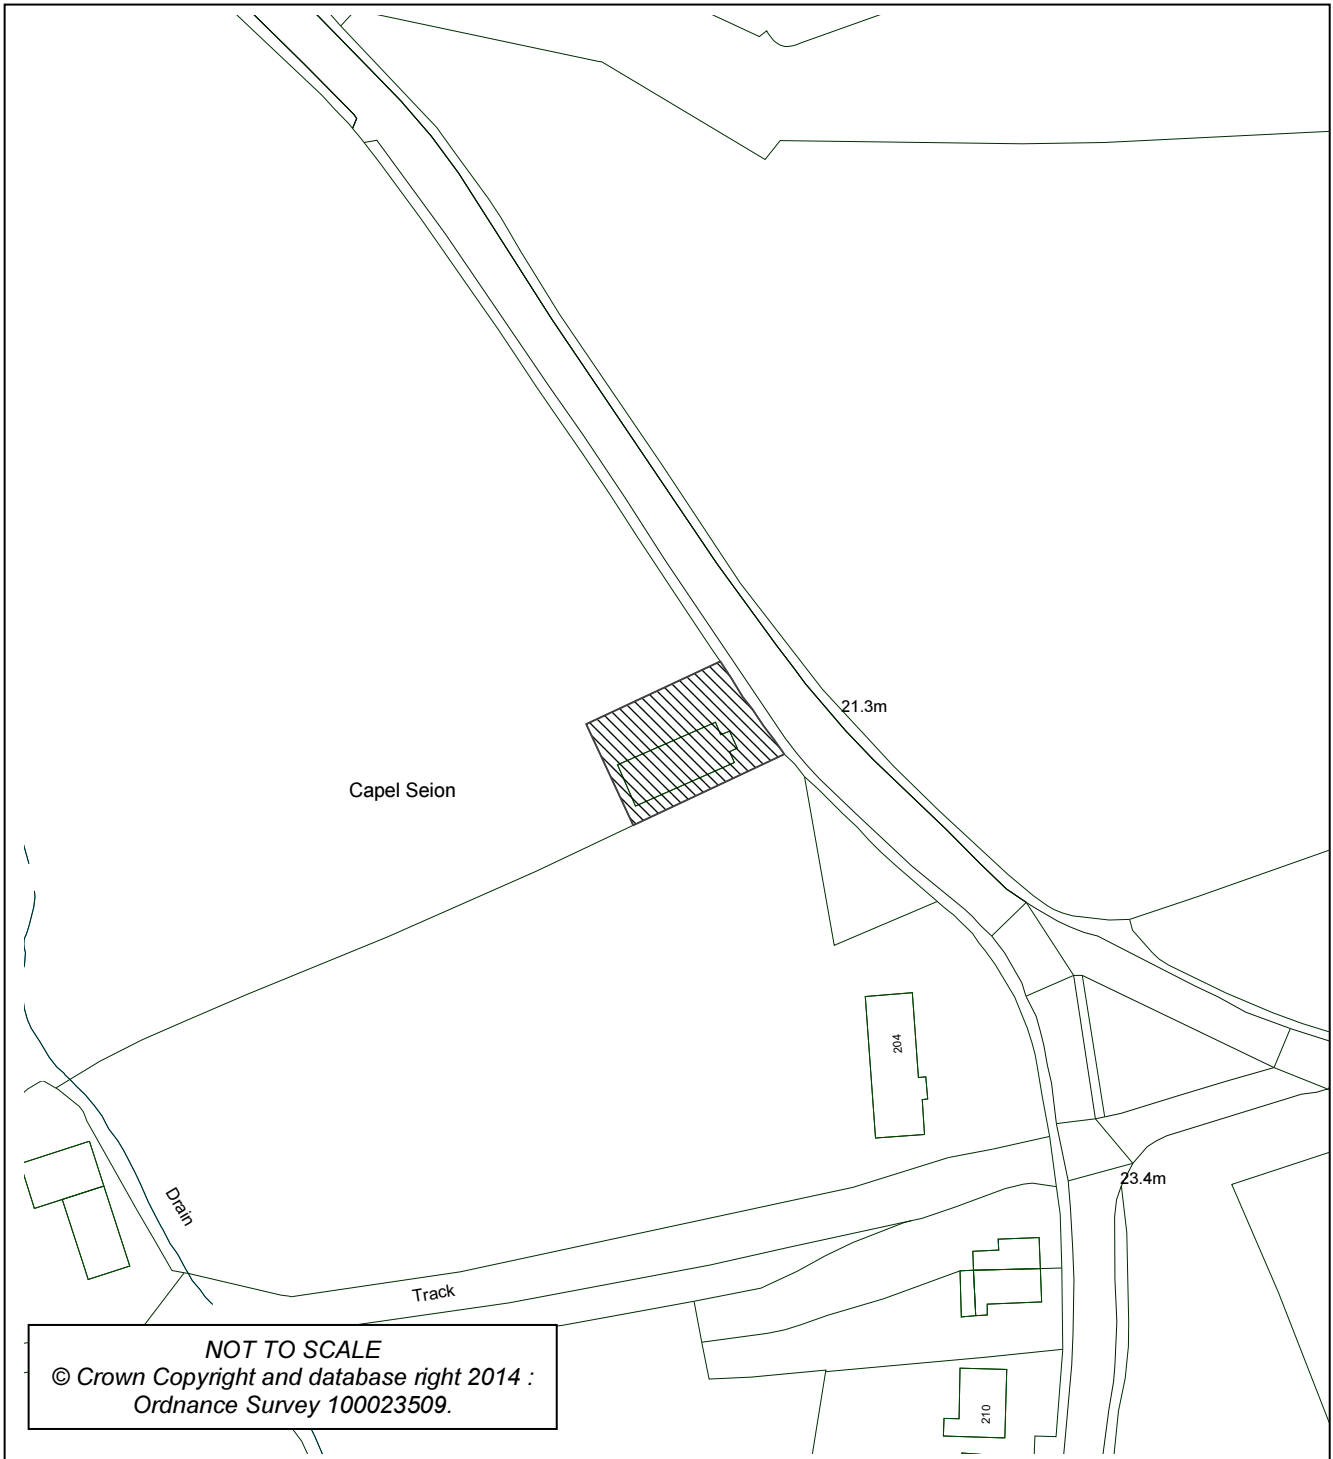 21.3m
Capel Seion
204
23.4m
Drain
Track
210
NOT TO SCALE
© Crown Copyright and database right 2014 :
Ordnance Survey 100023509.